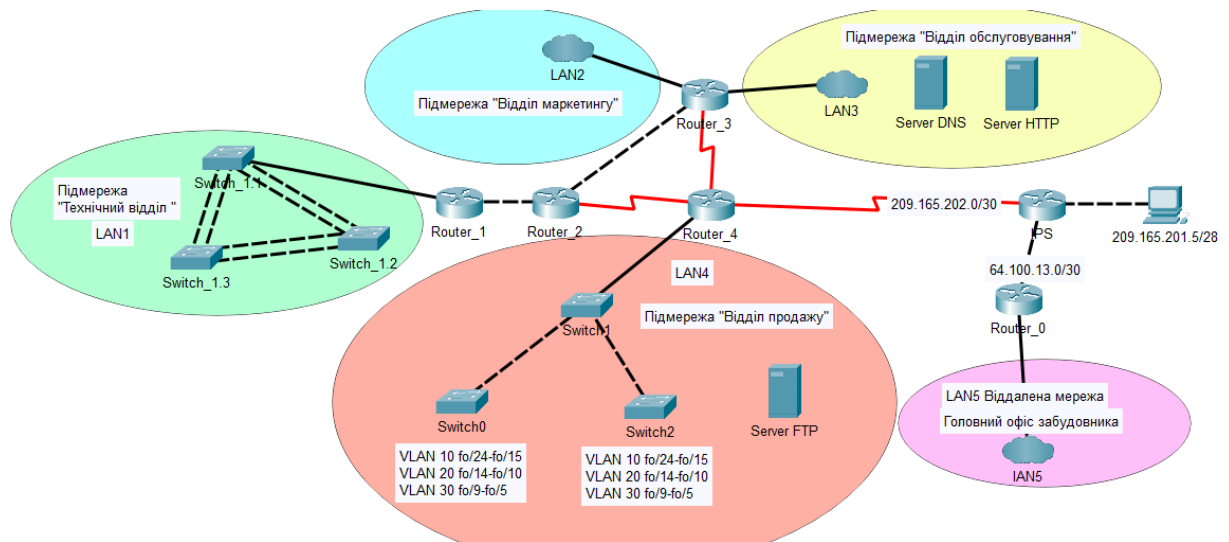 Підмережа "Відділ обслуговування"
LAN2
Підмережа "Відділ маркетингу"
LAN3
Server DNS
Server HTTP
Router_3
Підмережа
"Технічний відділ "
LAN1
Switch_1.1
Switch_1.2
Switch_1.3
Router_1
Router_2
Router_4
209.165.202.0/30
IPS
209.165.201.5/28
64.100.13.0/30
Router_0
LAN4
Підмережа "Відділ продажу"
Switch1
Switch0
Switch2
Server FTP
VLAN 10 fo/24-fo/15
VLAN 20 fo/14-fo/10
VLAN 30 fo/9-fo/5
VLAN 10 fo/24-fo/15
VLAN 20 fo/14-fo/10
VLAN 30 fo/9-fo/5
LAN5 Віддалена мережа
Головний офіс забудовника
IAN5